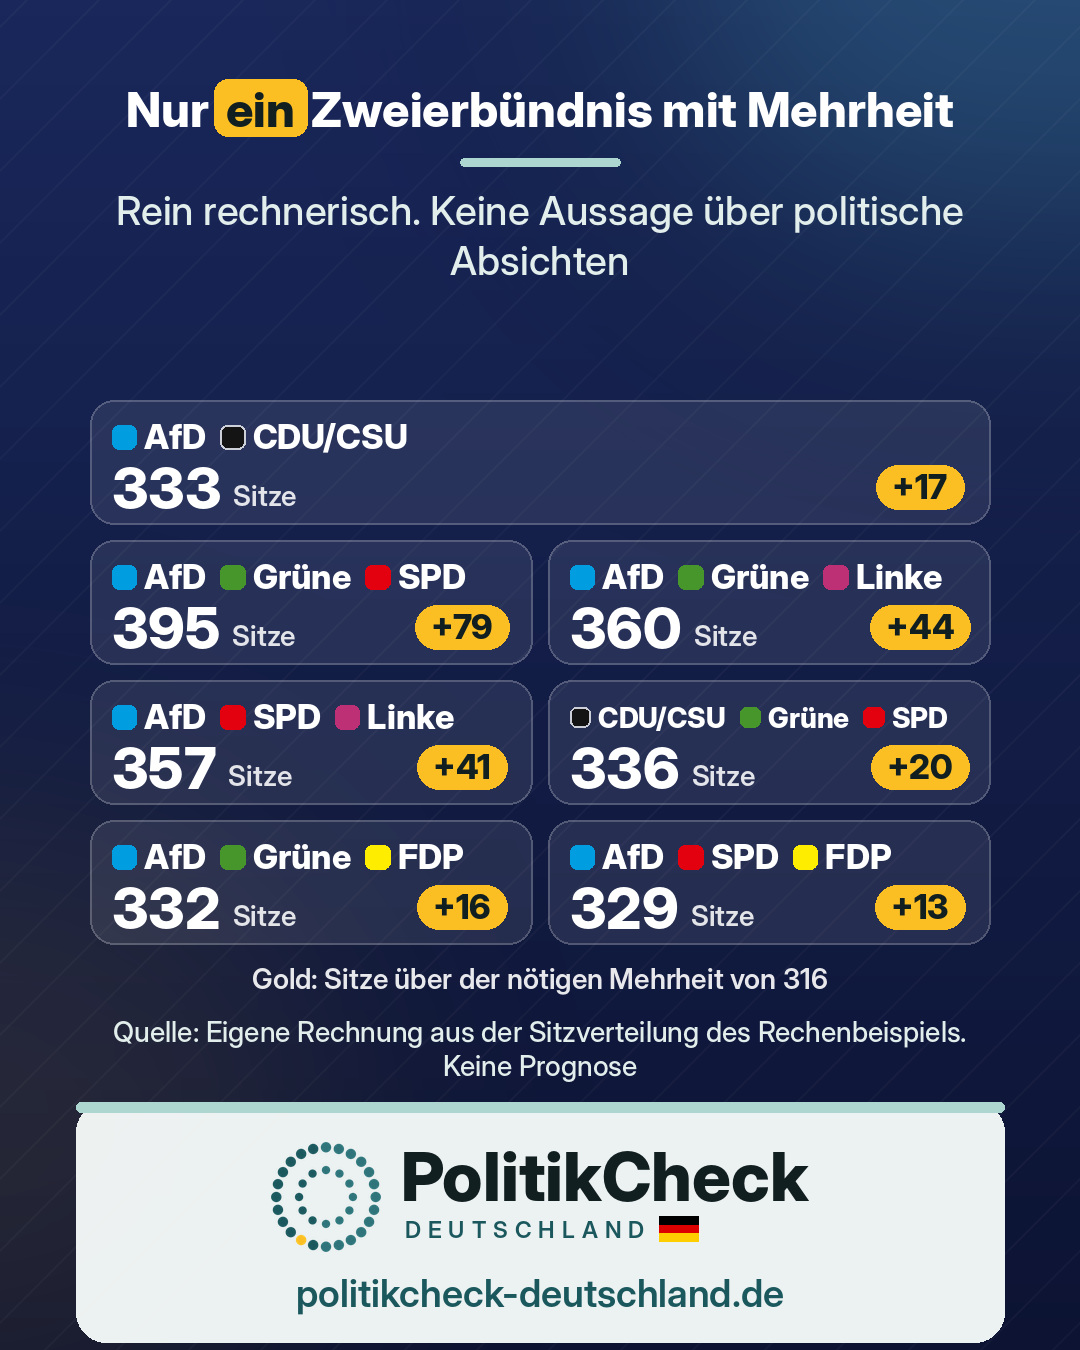 Nur ein Zweierbündnis mit Mehrheit
Rein rechnerisch. Keine Aussage über politische
Absichten
AfD CDU/CSU
333 Sitze +17
AfD Grüne SPD
395 Sitze +79
AfD Grüne Linke
360 Sitze +44
AfD SPD Linke
357 Sitze +41
CDU/CSU Grüne SPD
336 Sitze +20
AfD Grüne FDP
332 Sitze +16
AfD SPD FDP
329 Sitze +13
Gold: Sitze über der nötigen Mehrheit von 316
Quelle: Eigene Rechnung aus der Sitzverteilung des Rechenbeispiels.
Keine Prognose
PolitikCheck
DEUTSCHLAND
politikcheck-deutschland.de